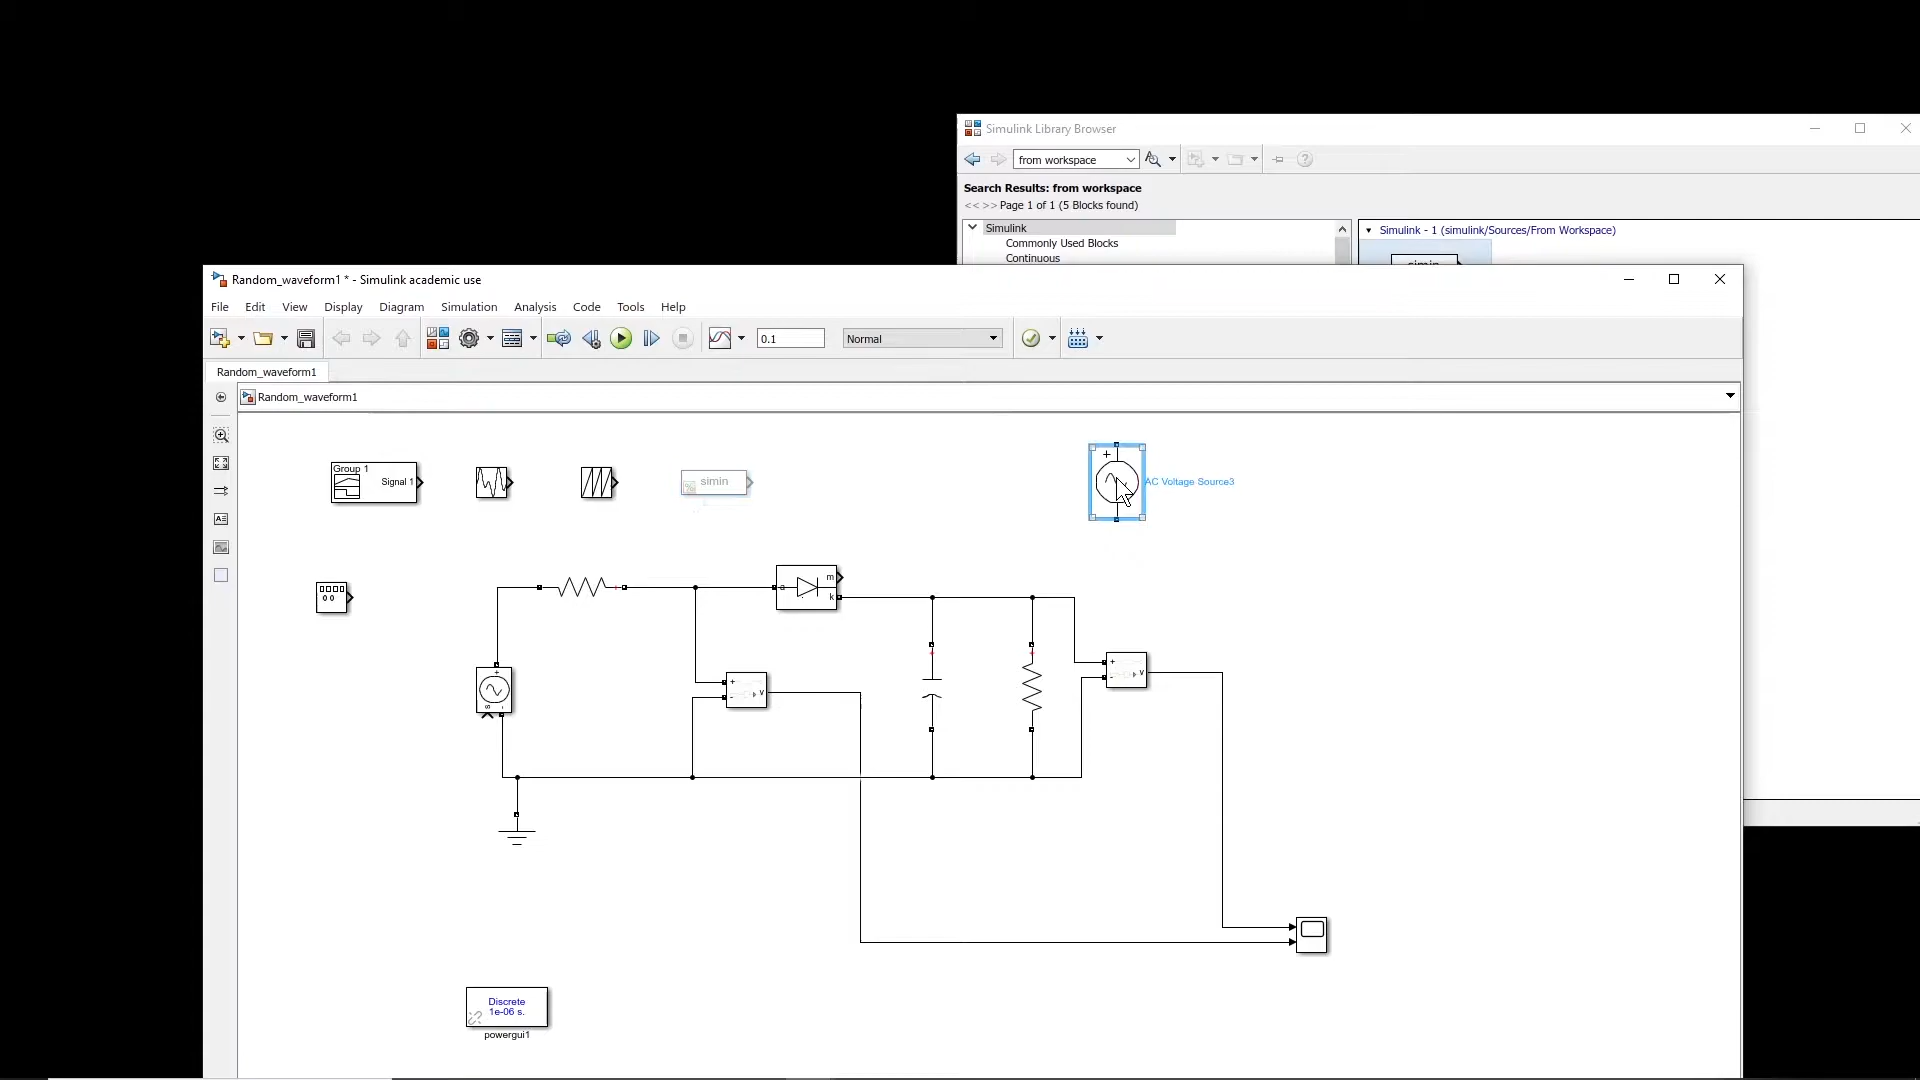 Simulink Library Browser
from workspace
Search Results: from workspace
<< >> Page 1 of 1 (5 Blocks found)
Simulink
Commonly Used Blocks
Continuous
Simulink - 1 (simulink/Sources/From Workspace)
simin
Random_waveform1 * - Simulink academic use
File Edit View Display Diagram Simulation Analysis Code Tools Help
0.1
Normal
Random_waveform1
Random_waveform1
Group 1
Signal 1
simin
+
AC Voltage Source3
a
m
k
+
-
v
+
-
v
+
s
-
Discrete
1e-06 s.
powergui1